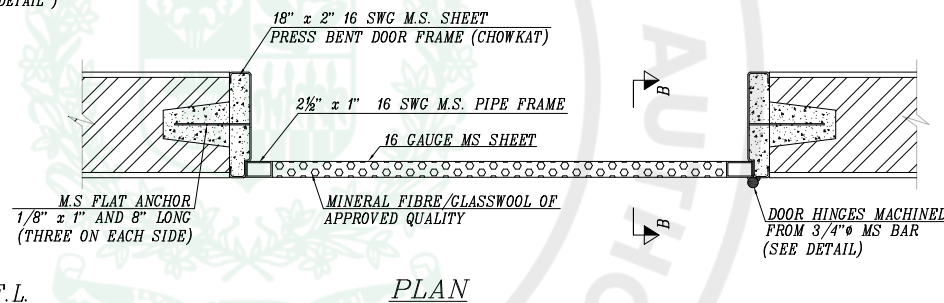 DETAIL )
18" x 2" 16 SWG M.S. SHEET
PRESS BENT DOOR FRAME (CHOWKAT)
2½" x 1" 16 SWG M.S. PIPE FRAME
16 GAUGE MS SHEET
B
B
M.S FLAT ANCHOR
1/8" x 1" AND 8" LONG
(THREE ON EACH SIDE)
MINERAL FIBRE/GLASSWOOL OF
APPROVED QUALITY
DOOR HINGES MACHINED
FROM 3/4"ø MS BAR
(SEE DETAIL)
F.L.
PLAN
AUTHO